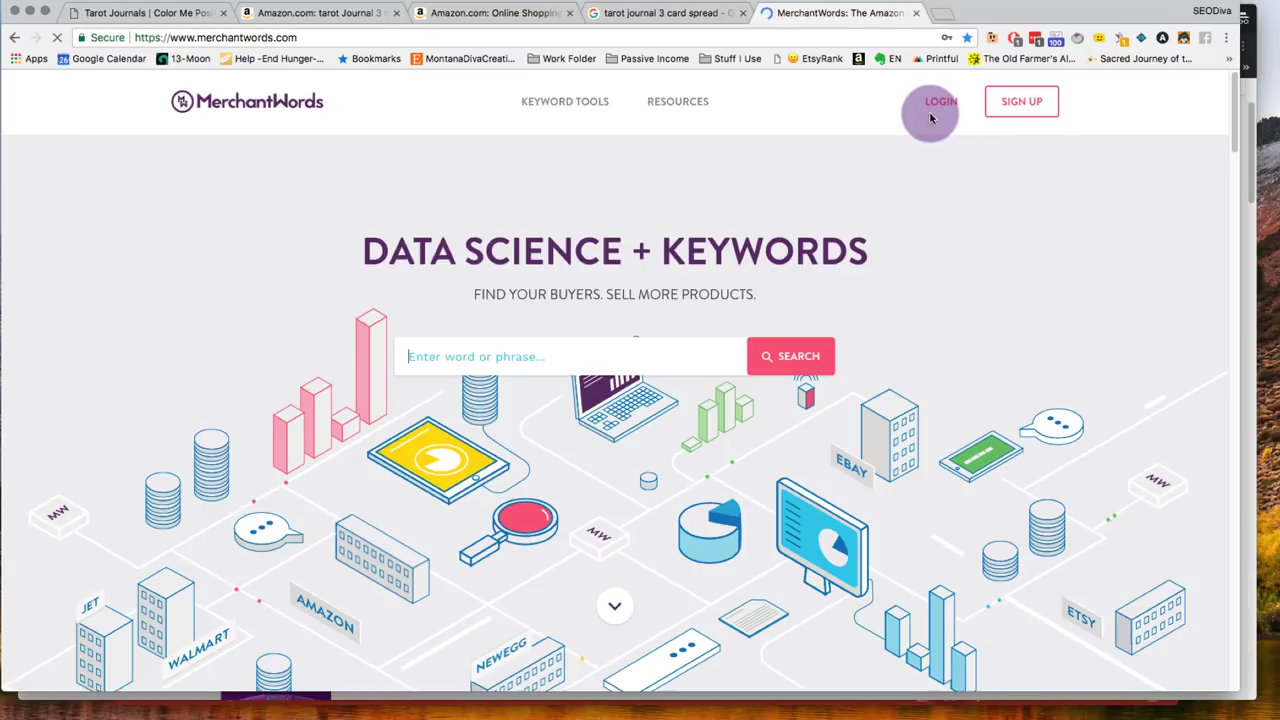 Tarot Journals | Color Me Posi
Amazon.com: tarot Journal 3 c
Amazon.com: Online Shopping
tarot journal 3 card spread - G
MerchantWords: The Amazon
SEODiva
Secure
https://www.merchantwords.com
100
Apps
26
Google Calendar
13-Moon
Help -End Hunger-...
Bookmarks
MontanaDivaCreati...
Work Folder
Passive Income
Stuff I Use
EtsyRank
EN
Printful
The Old Farmer's Al...
Sacred Journey of t...
MerchantWords
KEYWORD TOOLS
RESOURCES
LOGIN
SIGN UP
DATA SCIENCE + KEYWORDS
FIND YOUR BUYERS. SELL MORE PRODUCTS.
Enter word or phrase...
SEARCH
EBAY
MW
MW
MW
JET
WALMART
AMAZON
NEWEGG
ETSY